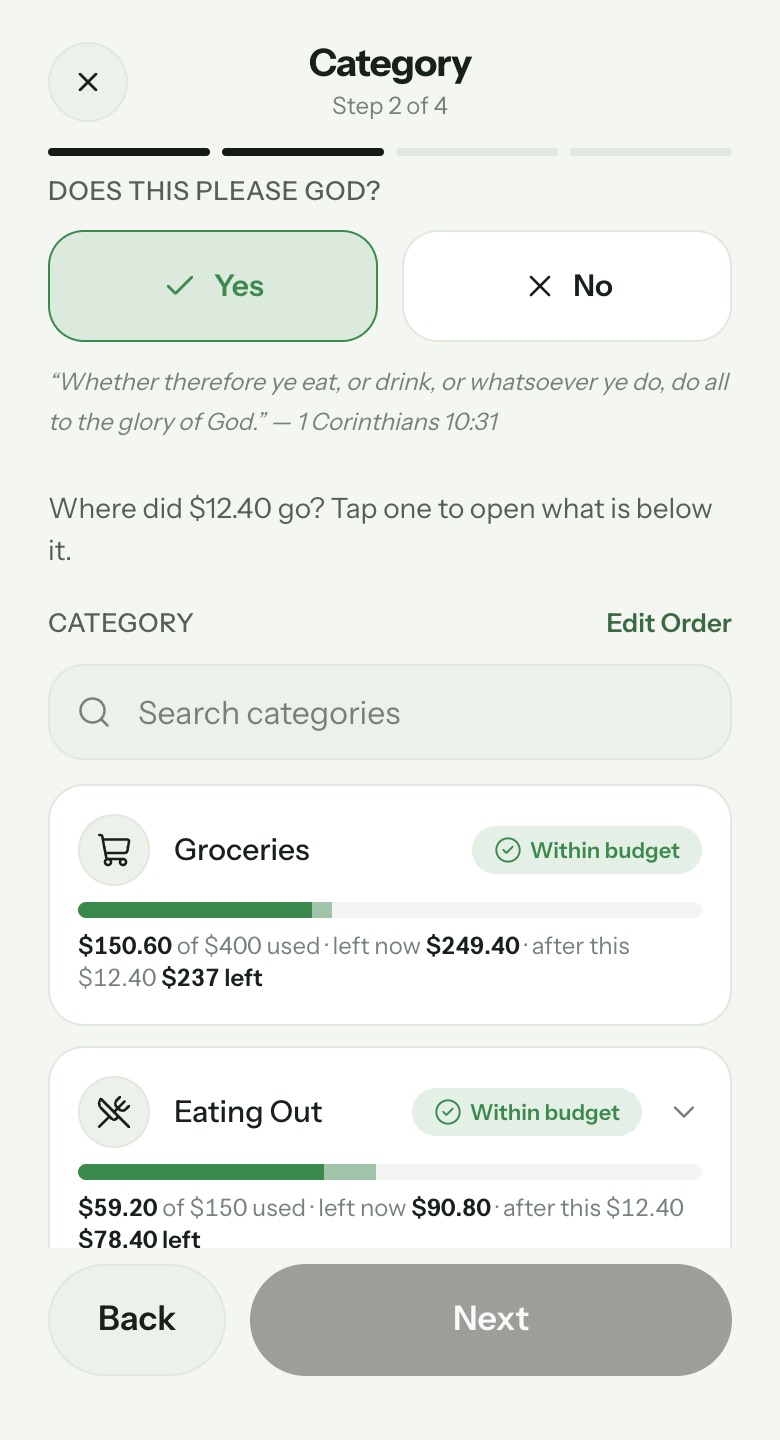 Category
Step 2 of 4
DOES THIS PLEASE GOD?
Yes
No
“Whether therefore ye eat, or drink, or whatsoever ye do, do all
to the glory of God.” — 1 Corinthians 10:31
Where did $12.40 go? Tap one to open what is below
it.
CATEGORY
Edit Order
Search categories
Groceries
Within budget
$150.60 of $400 used · left now $249.40 · after this
$12.40 $237 left
Eating Out
Within budget
$59.20 of $150 used · left now $90.80 · after this $12.40
$78.40 left
Back
Next